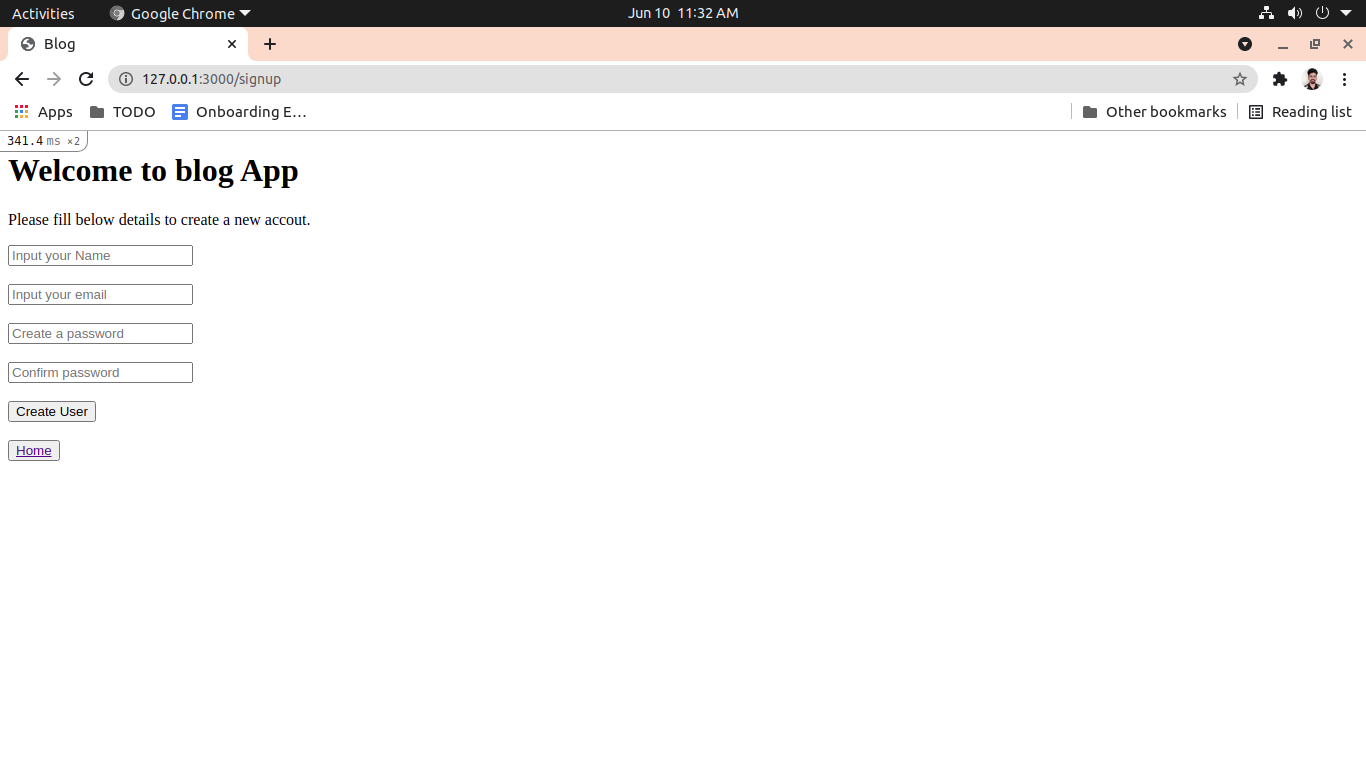 Activities Google Chrome Jun 10 11:32 AM
Blog
127.0.0.1:3000/signup
Apps TODO Onboarding E... Other bookmarks Reading list
341.4 ms ×2
Welcome to blog App
Please fill below details to create a new accout.
Input your Name
Input your email
Create a password
Confirm password
Create User
Home